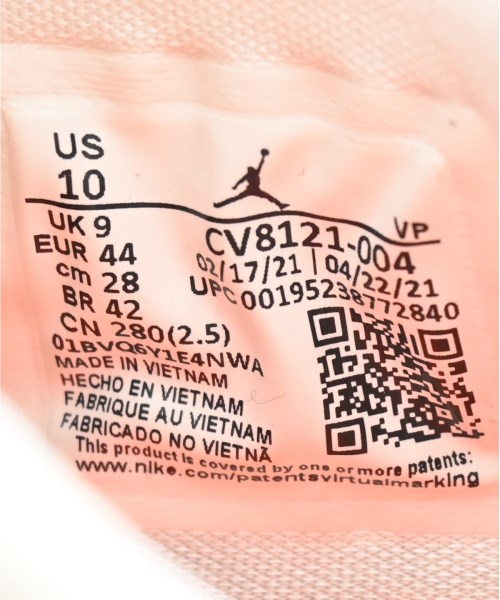 US
10
VP
UK 9
CV8121-004
EUR 44
02/17/21 | 04/22/21
cm 28
UPC 00195238772840
BR 42
CN 280(2.5)
01BVQ6Y1E4NWA
MADE IN VIETNAM
HECHO EN VIETNAM
FABRIQUE AU VIETNAM
FABRICADO NO VIETNÃ
This product is covered by one or more patents:
www.nike.com/patentsvirtualmarking